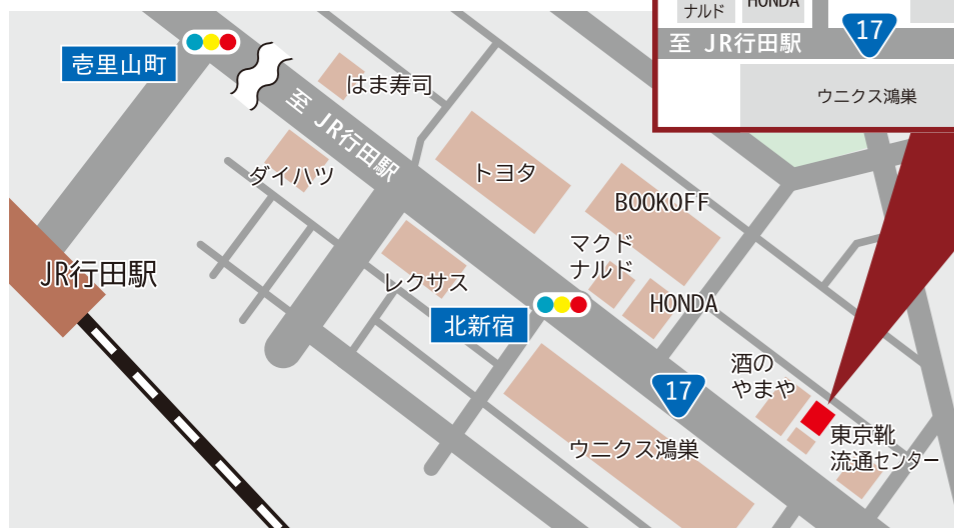 ナルド
HONDA
至 JR行田駅
17
ウニクス鴻巣
壱里山町
はま寿司
至 JR行田駅
ダイハツ
トヨタ
BOOKOFF
マクド
ナルド
JR行田駅
レクサス
HONDA
北新宿
酒の
やまや
17
ウニクス鴻巣
東京靴
流通センター